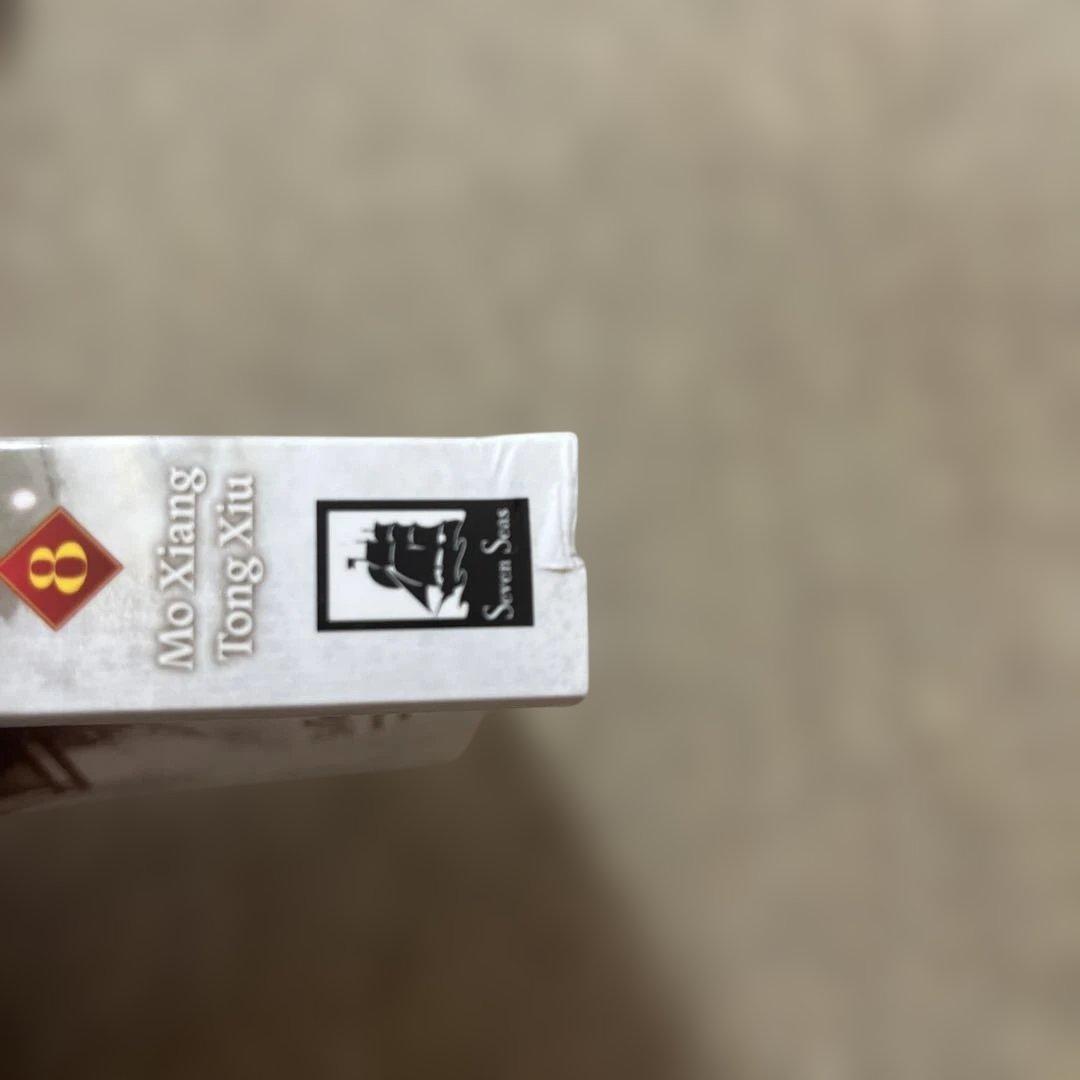 8
Mo Xiang
Tong Xiu
Seven Seas